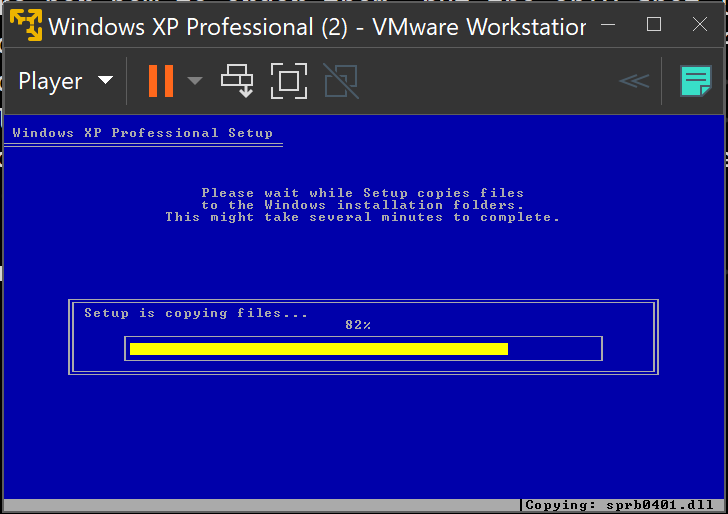 Windows XP Professional (2) - VMware Workstation
Player
Windows XP Professional Setup
Please wait while Setup copies files
to the Windows installation folders.
This might take several minutes to complete.
Setup is copying files...
82%
|Copying: sprb0401.dll